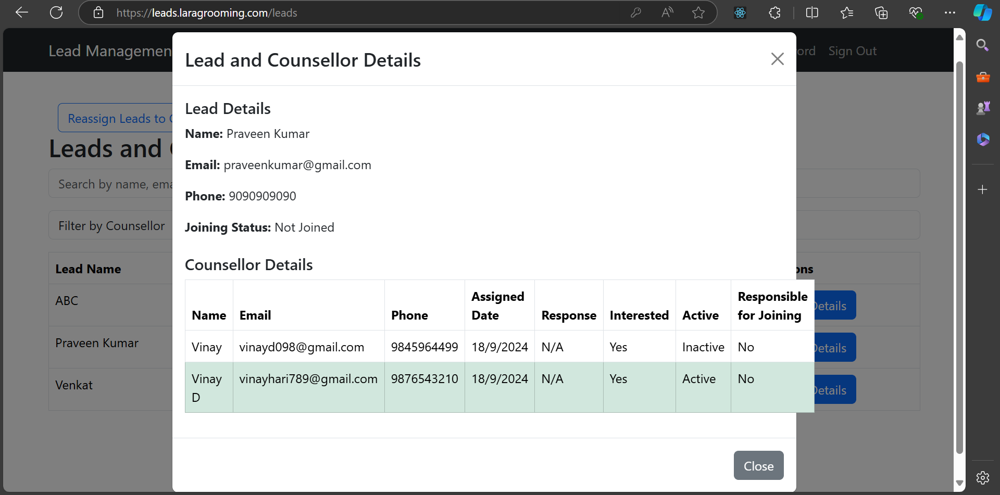 https://leads.laragrooming.com/leads
Lead Managemen
ord Sign Out
Lead and Counsellor Details
Reassign Leads to
Leads and
Search by name, ema
Filter by Counsellor
Lead Name
ons
ABC
Details
Praveen Kumar
Details
Venkat
Details
Lead Details
Name: Praveen Kumar
Email: praveenkumar@gmail.com
Phone: 9090909090
Joining Status: Not Joined
Counsellor Details
Name Email Phone Assigned Date Response Interested Active Responsible for Joining
Vinay vinayd098@gmail.com 9845964499 18/9/2024 N/A Yes Inactive No
Vinay D vinayhari789@gmail.com 9876543210 18/9/2024 N/A Yes Active No
Close